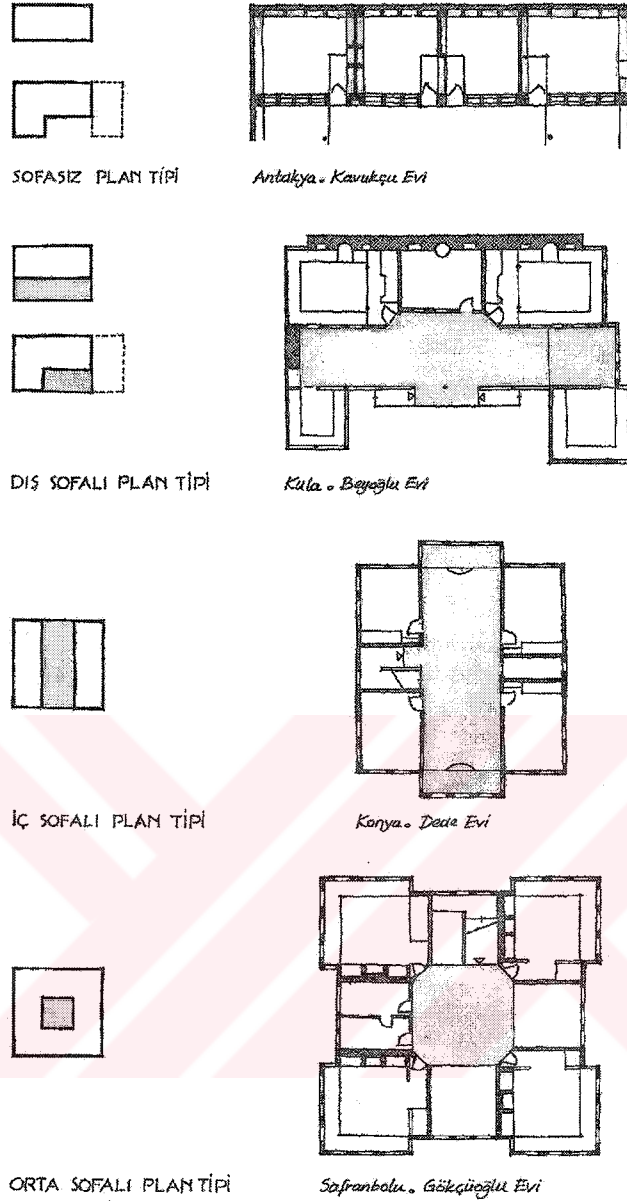 SOFASIZ PLAN TİPİ
Antakya. Kavukçu Evi
DIŞ SOFALI PLAN TİPİ
Kula. Beyoğlu Evi
İÇ SOFALI PLAN TİPİ
Konya. Dede Evi
ORTA SOFALI PLAN TİPİ
Safranbolu. Gökçüoğlu Evi